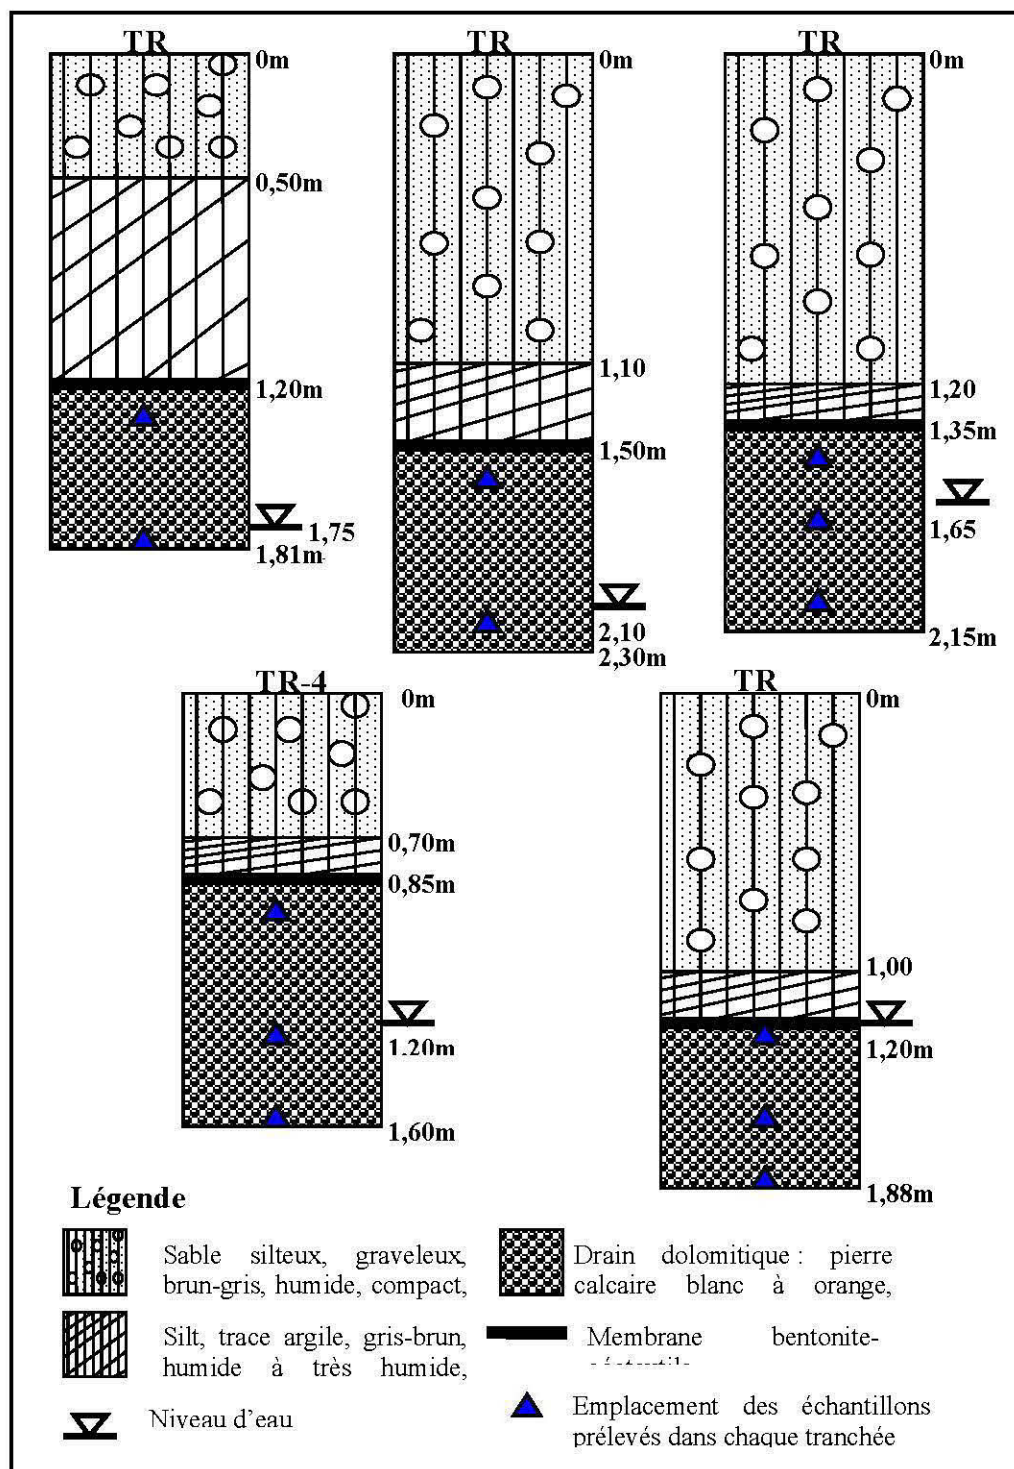 TR
0m
0,50m
1,20m
1,75
1,81m
TR
0m
1,10
1,50m
2,10
2,30m
TR
0m
1,20
1,35m
1,65
2,15m
TR-4
0m
0,70m
0,85m
1,20m
1,60m
TR
0m
1,00
1,20m
1,88m
Légende
Sable silteux, graveleux,
brun-gris, humide, compact,
Drain dolomitique : pierre
calcaire blanc à orange,
Silt, trace argile, gris-brun,
humide à très humide,
Membrane bentonite-
Niveau d'eau
Emplacement des échantillons
prélevés dans chaque tranchée